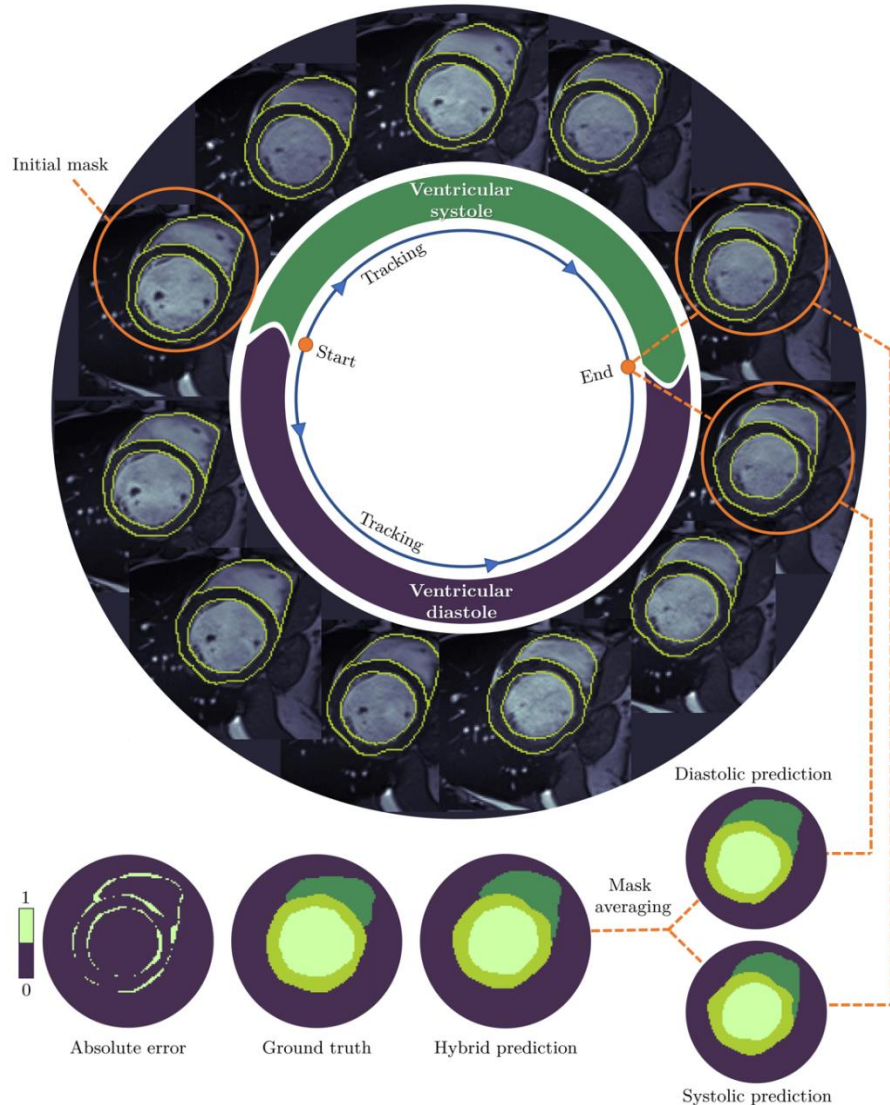 Initial mask
Ventricular
systole
Tracking
Start
End
Tracking
Ventricular
diastole
Diastolic prediction
Mask
averaging
1
0
Absolute error
Ground truth
Hybrid prediction
Systolic prediction